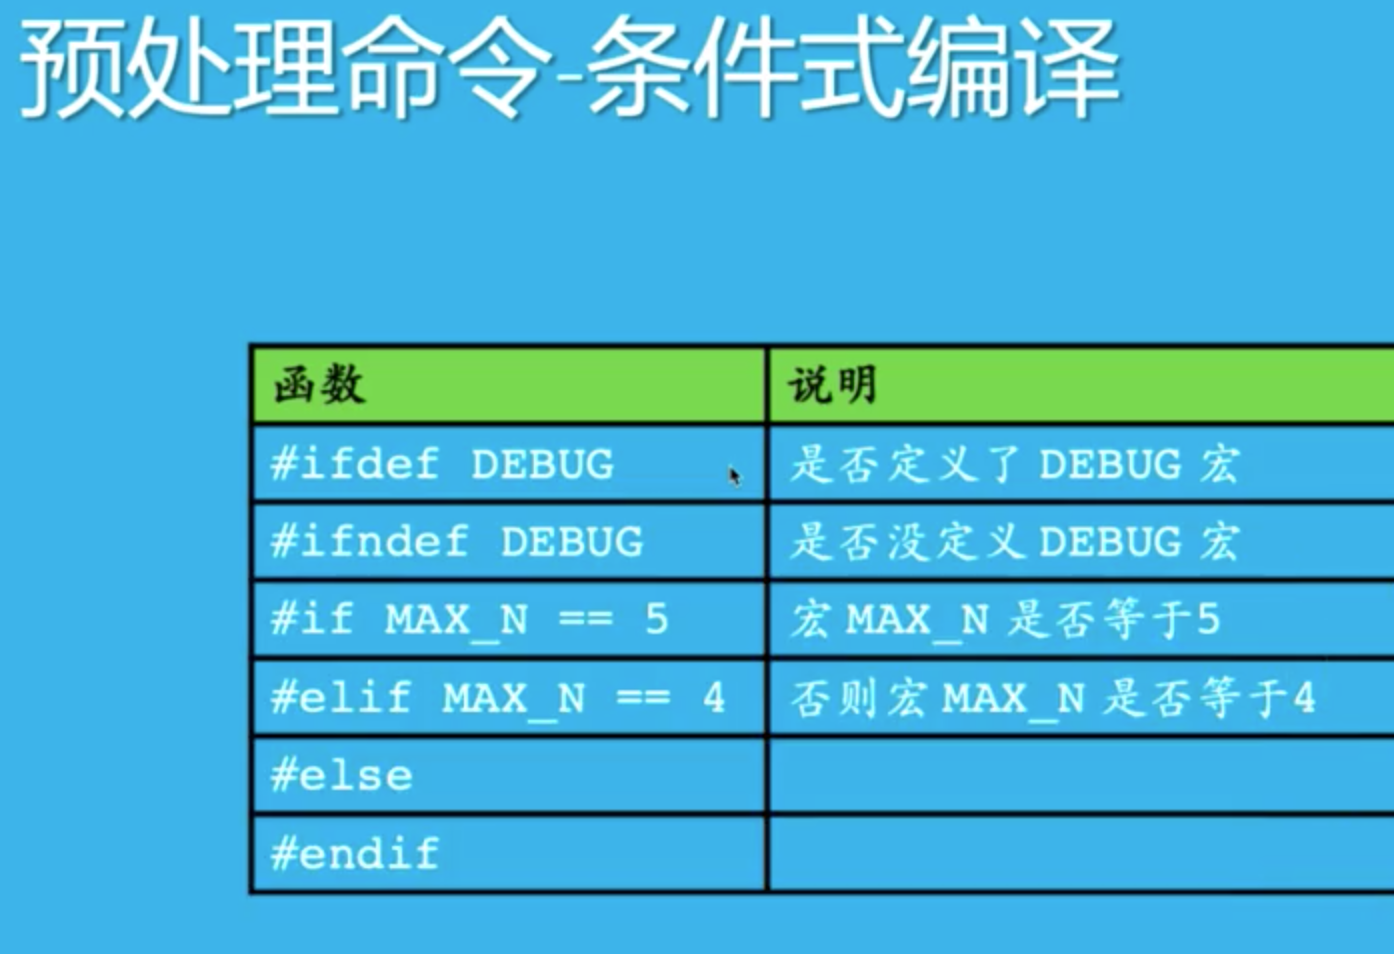 预处理命令-条件式编译
函数 说明
#ifdef DEBUG 是否定义了 DEBUG 宏
#ifndef DEBUG 是否没定义 DEBUG 宏
#if MAX_N == 5 宏 MAX_N 是否等于5
#elif MAX_N == 4 否则宏 MAX_N 是否等于4
#else
#endif